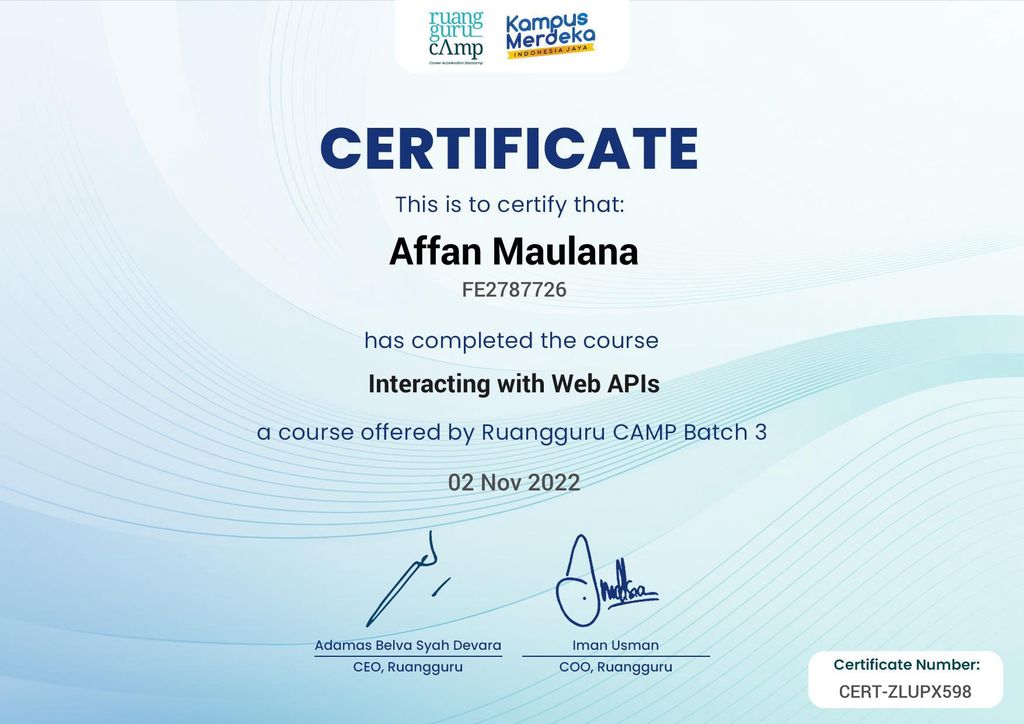 ruang
guru
cAmp
Career Acceleration Bootcamp
Kampus
Merdeka
INDONESIA JAYA
CERTIFICATE
This is to certify that:
Affan Maulana
FE2787726
has completed the course
Interacting with Web APIs
a course offered by Ruangguru CAMP Batch 3
02 Nov 2022
Adamas Belva Syah Devara
CEO, Ruangguru
Iman Usman
COO, Ruangguru
Certificate Number:
CERT-ZLUPX598